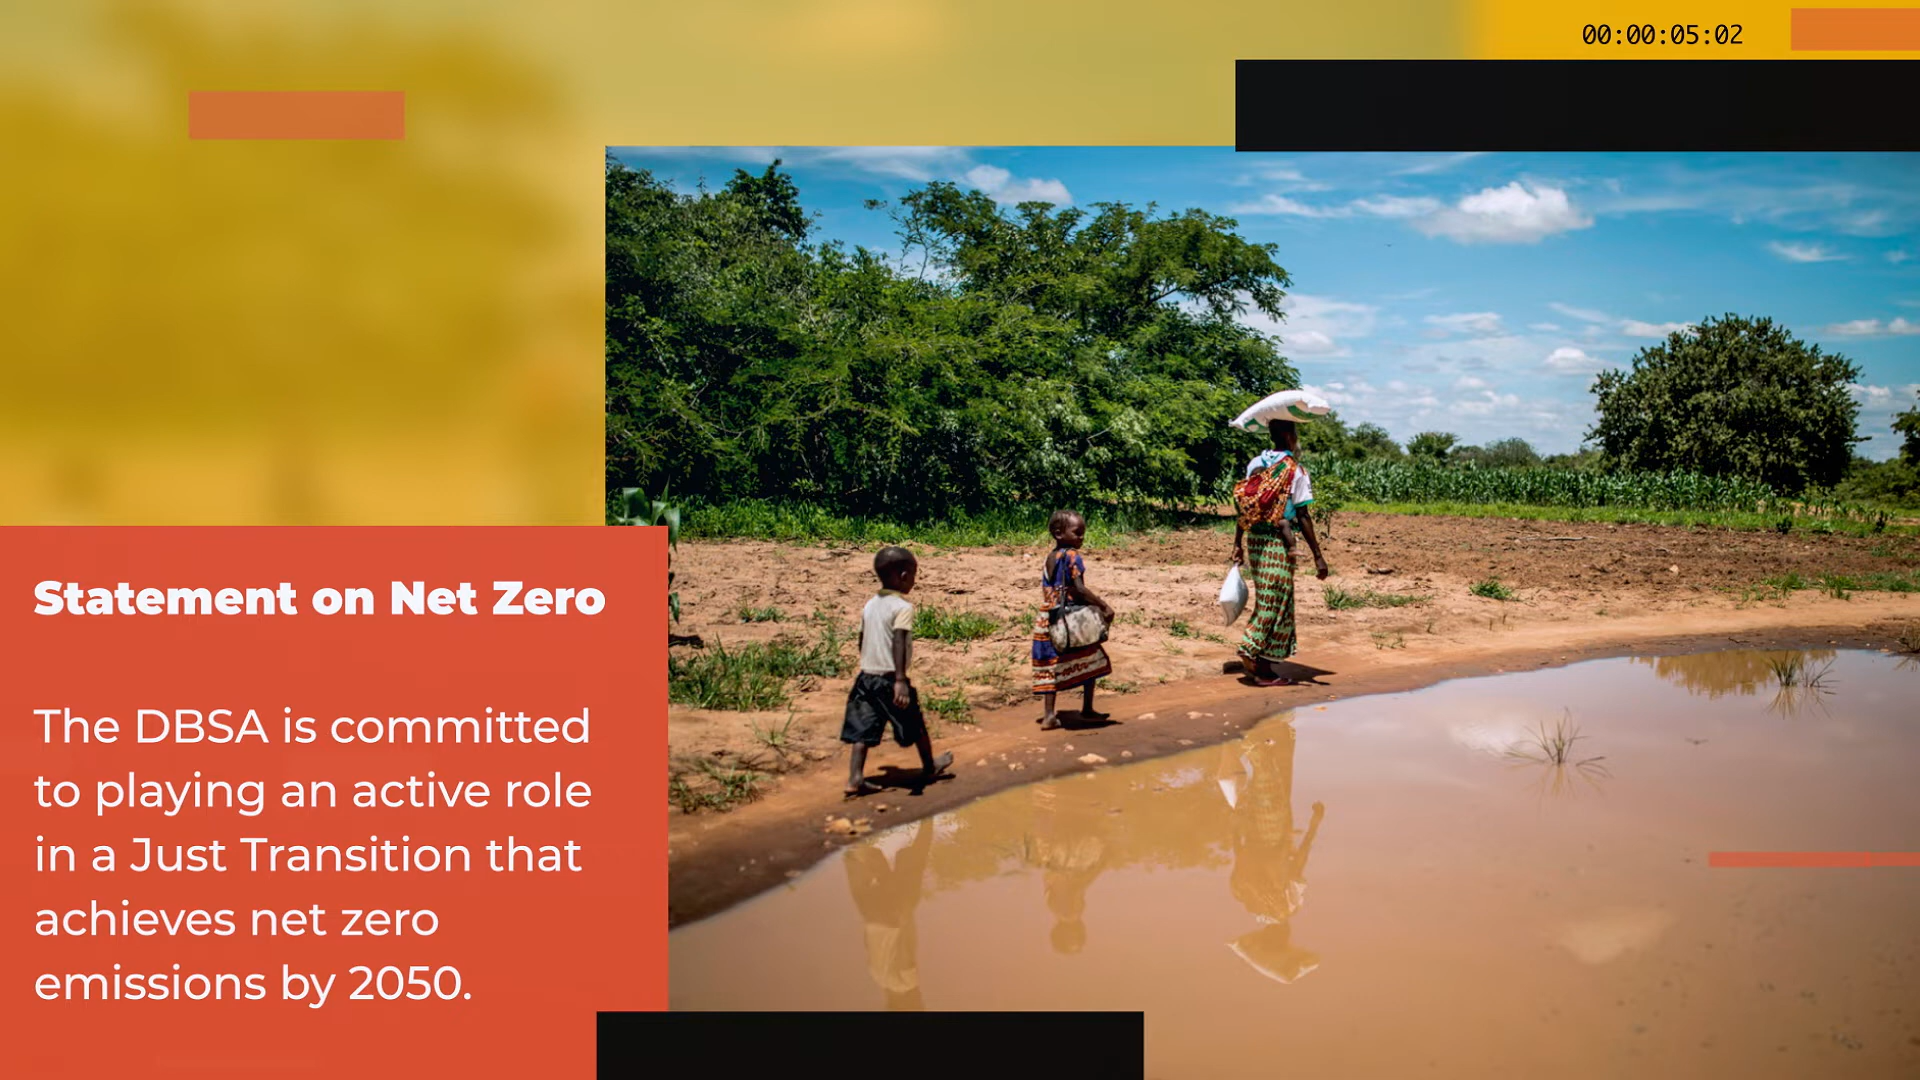 00:00:05:02
Statement on Net Zero
The DBSA is committed
to playing an active role
in a Just Transition that
achieves net zero
emissions by 2050.